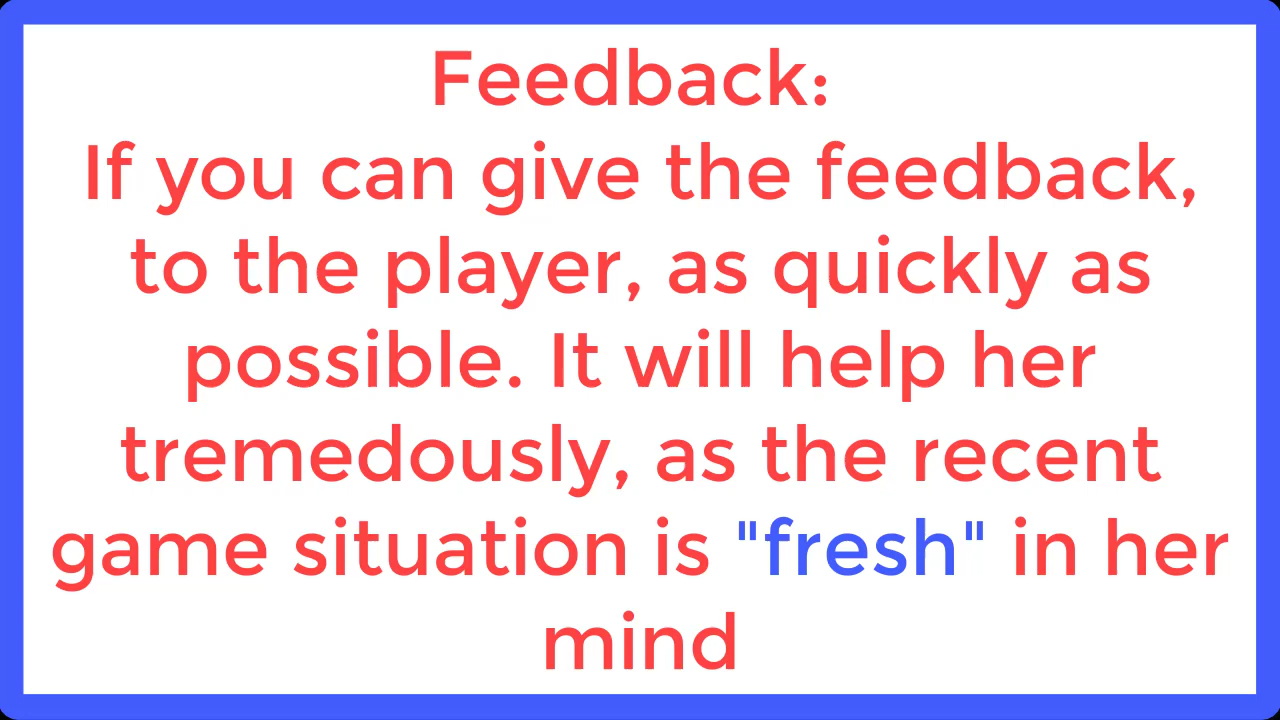 Feedback:
If you can give the feedback,
to the player, as quickly as
possible. It will help her
tremedously, as the recent
game situation is "fresh" in her
mind